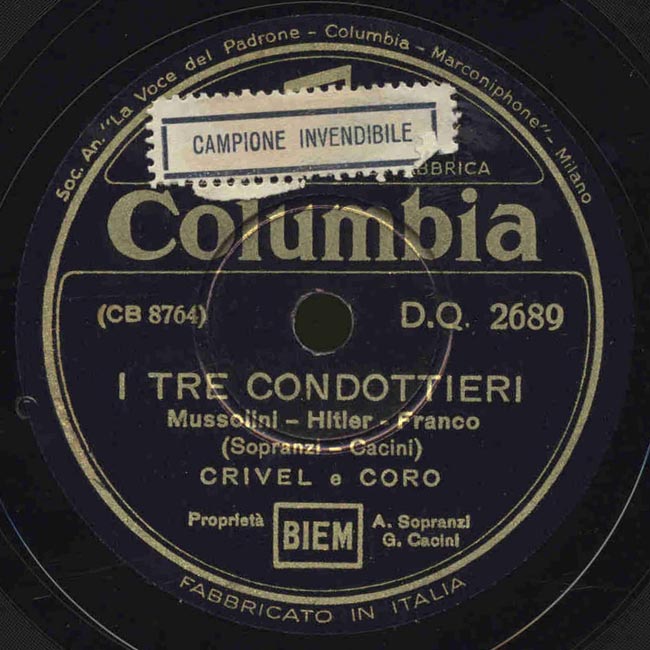 Soc. An. "La Voce del Padrone - Columbia - Marconiphone" - Milano
CAMPIONE INVENDIBILE
ABBRICA
Columbia
(CB 8764)
D.Q. 2689
I TRE CONDOTTIERI
Mussolini - Hitler - Franco
(Sopranzi - Cacini)
CRIVEL e CORO
Proprietà
BIEM
A. Sopranzi
G. Cacini
FABBRICATO IN ITALIA